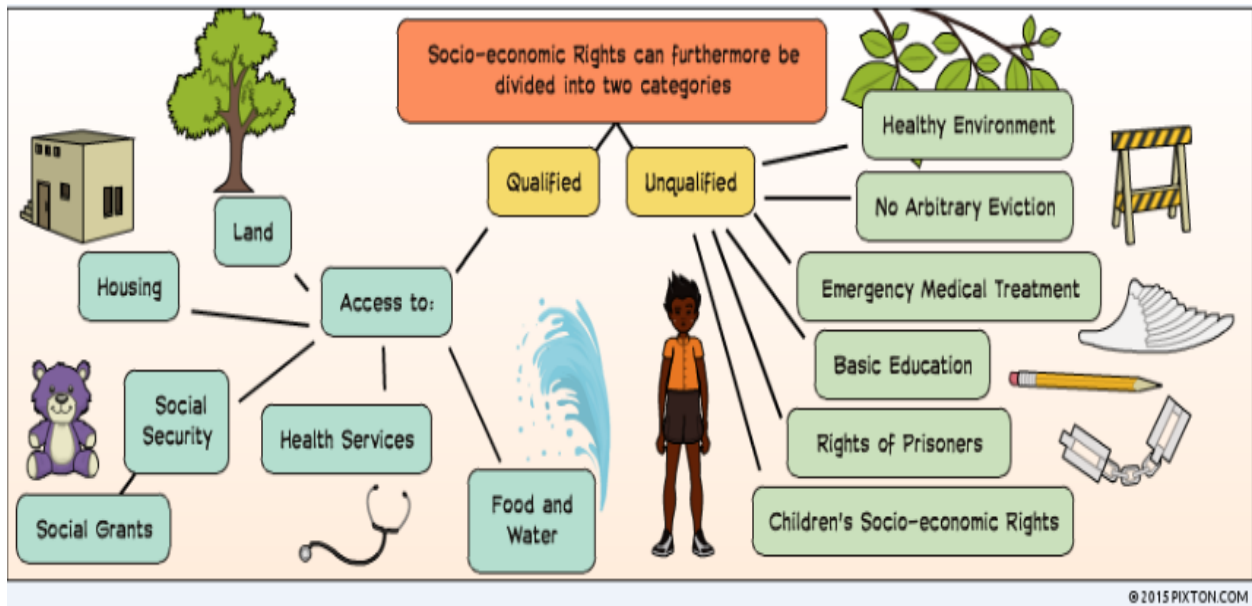 Socio-economic Rights can furthermore be
divided into two categories
Qualified
Unqualified
Access to:
Land
Housing
Social
Security
Social Grants
Health Services
Food and
Water
Healthy Environment
No Arbitrary Eviction
Emergency Medical Treatment
Basic Education
Rights of Prisoners
Children's Socio-economic Rights
© 2015 PIXTON.COM